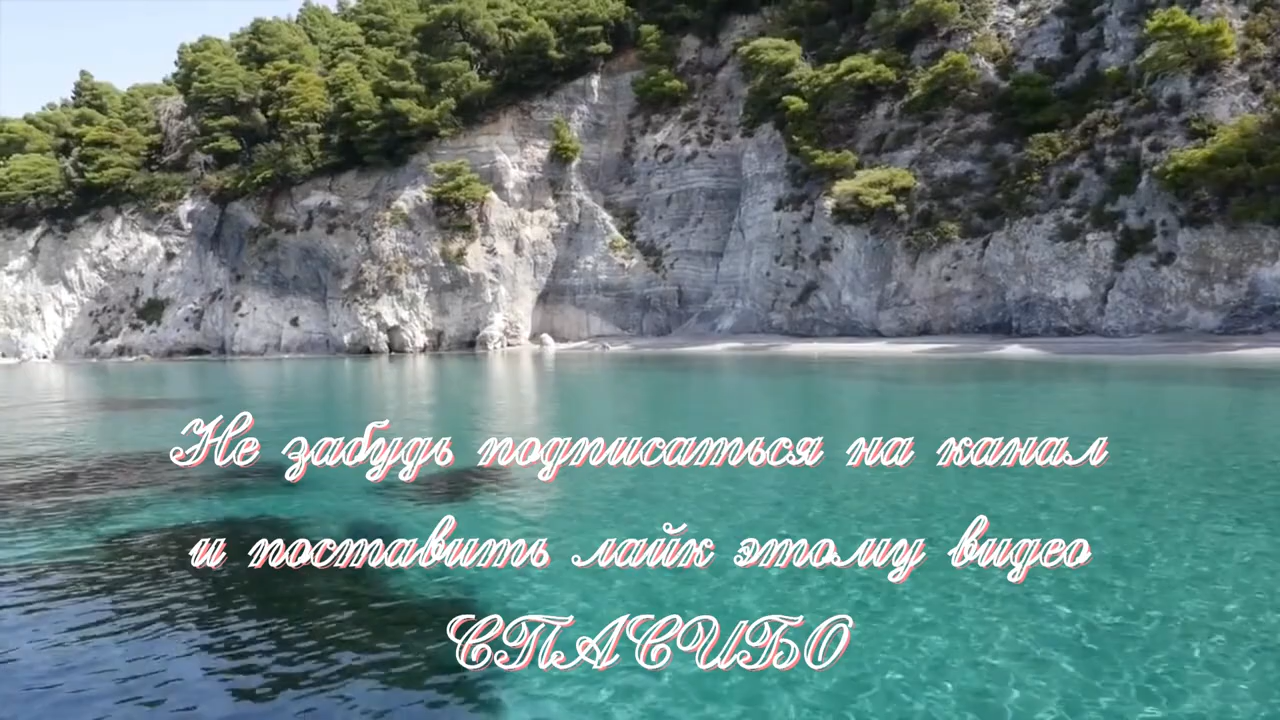 Не забудь подписаться на канал
и поставить лайк этому видео
СПАСИБО